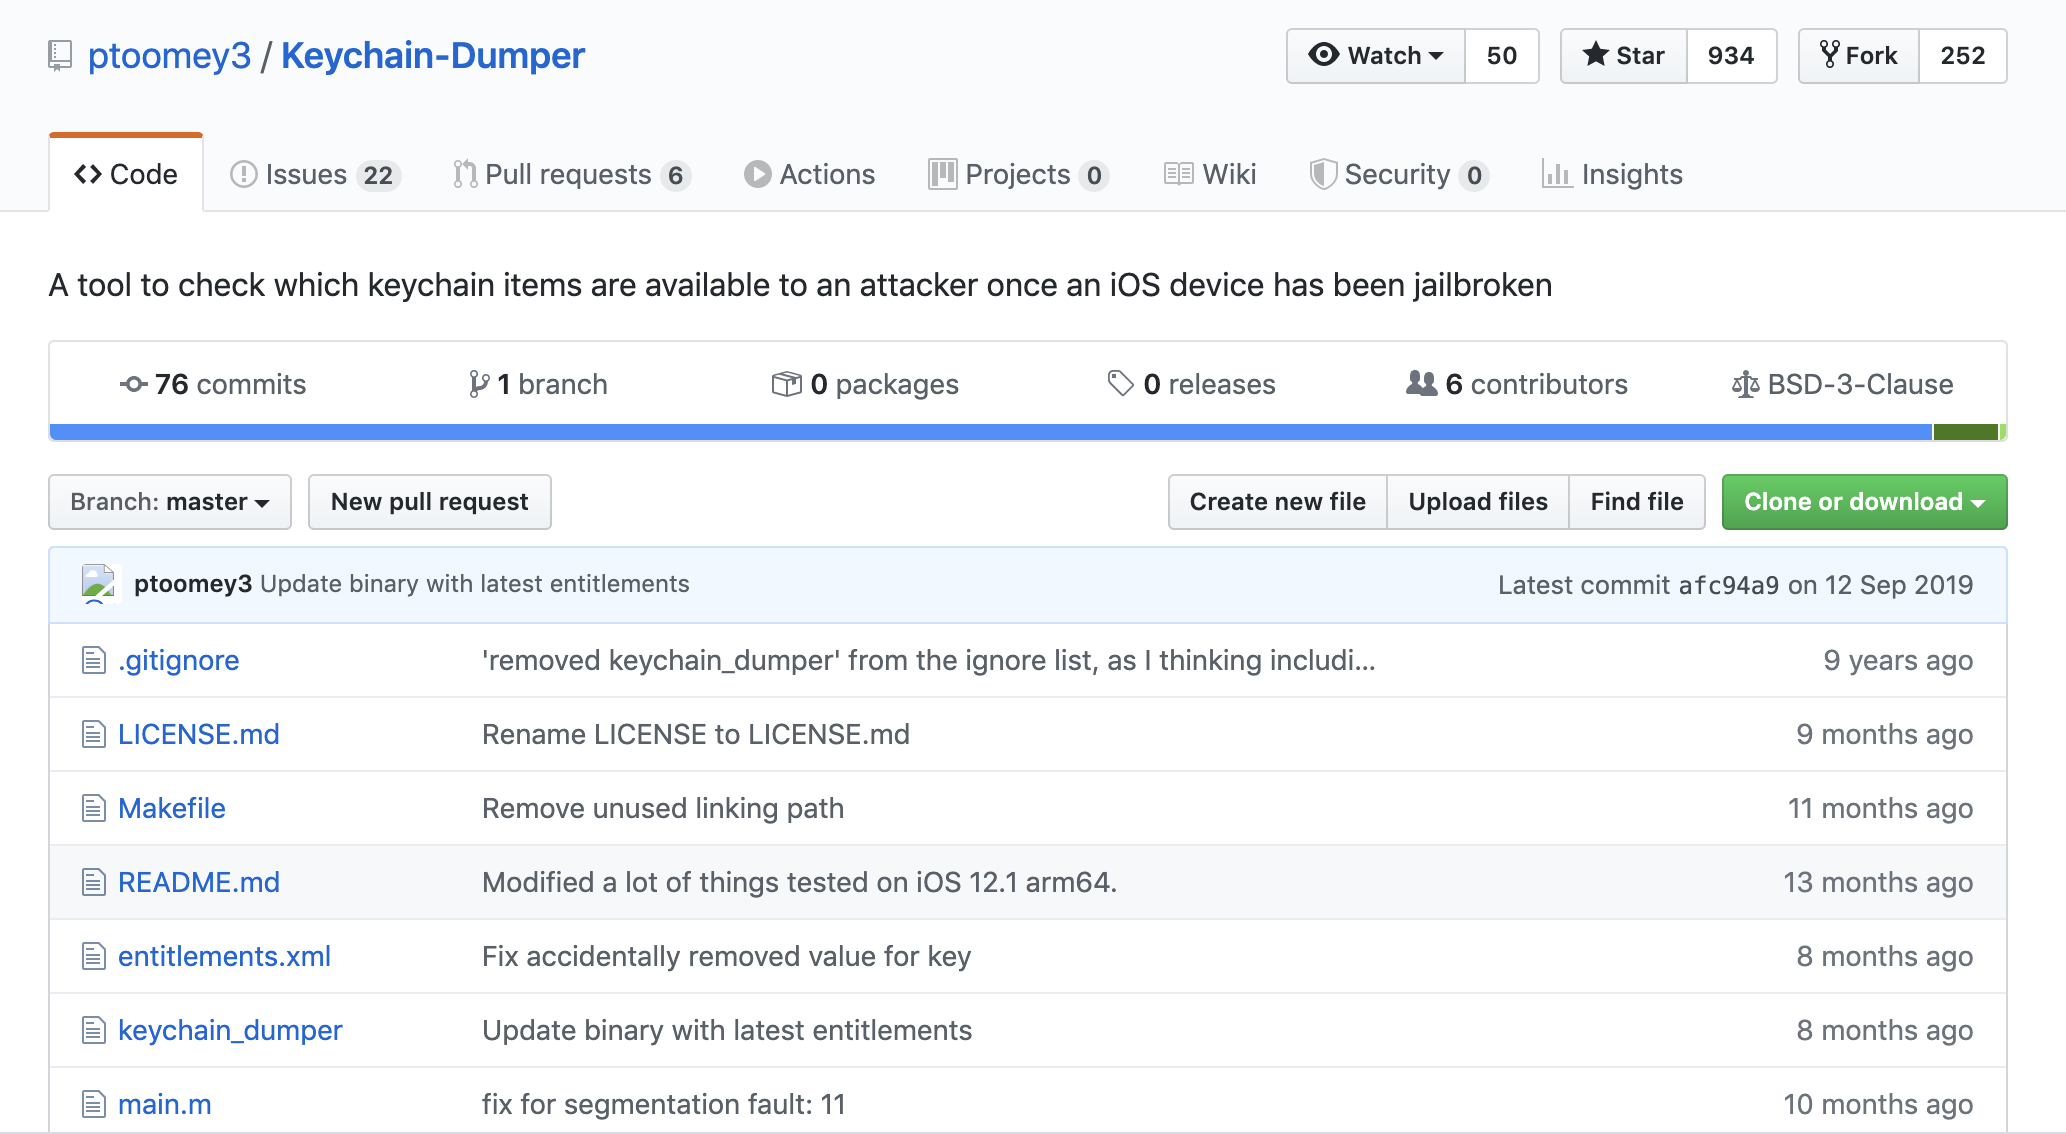 ptoomey3 / Keychain-Dumper
Watch 50 Star 934 Fork 252
Code Issues 22 Pull requests 6 Actions Projects 0 Wiki Security 0 Insights
A tool to check which keychain items are available to an attacker once an iOS device has been jailbroken
76 commits 1 branch 0 packages 0 releases 6 contributors BSD-3-Clause
Branch: master New pull request Create new file Upload files Find file Clone or download
ptoomey3 Update binary with latest entitlements Latest commit afc94a9 on 12 Sep 2019
.gitignore 'removed keychain_dumper' from the ignore list, as I thinking includi... 9 years ago
LICENSE.md Rename LICENSE to LICENSE.md 9 months ago
Makefile Remove unused linking path 11 months ago
README.md Modified a lot of things tested on iOS 12.1 arm64. 13 months ago
entitlements.xml Fix accidentally removed value for key 8 months ago
keychain_dumper Update binary with latest entitlements 8 months ago
main.m fix for segmentation fault: 11 10 months ago